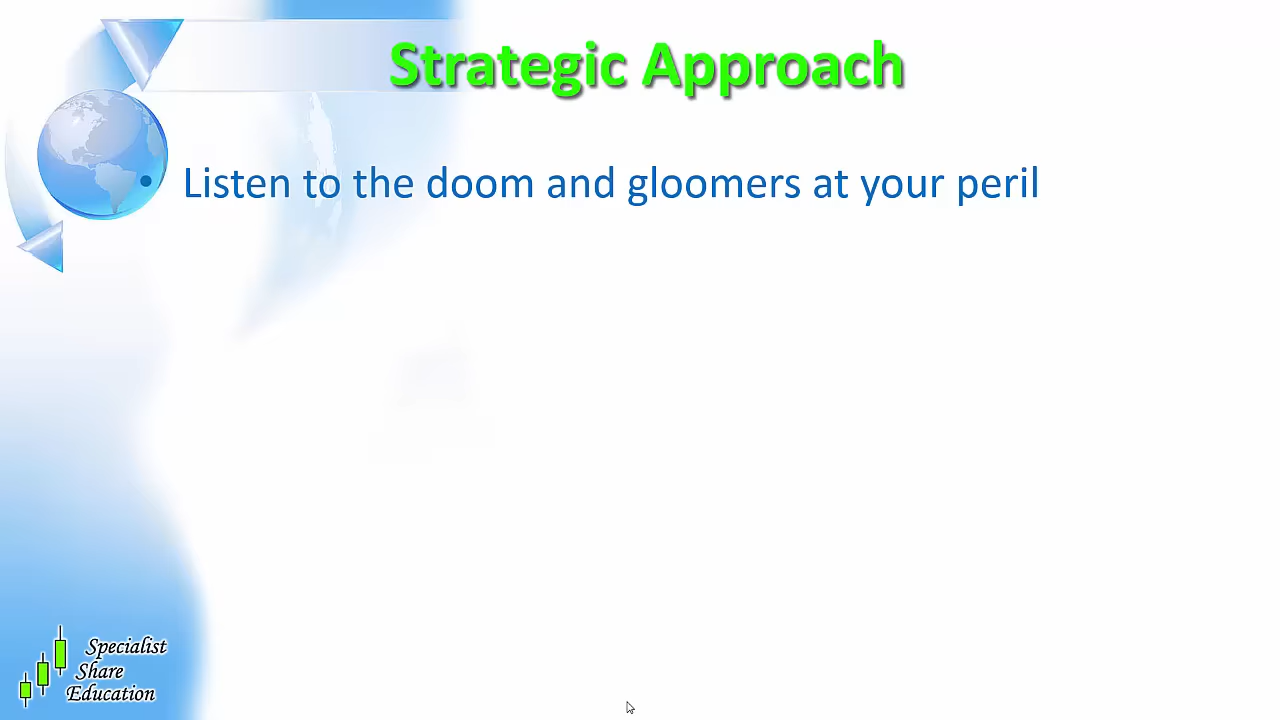 Strategic Approach
• Listen to the doom and gloomers at your peril
Specialist
Share
Education